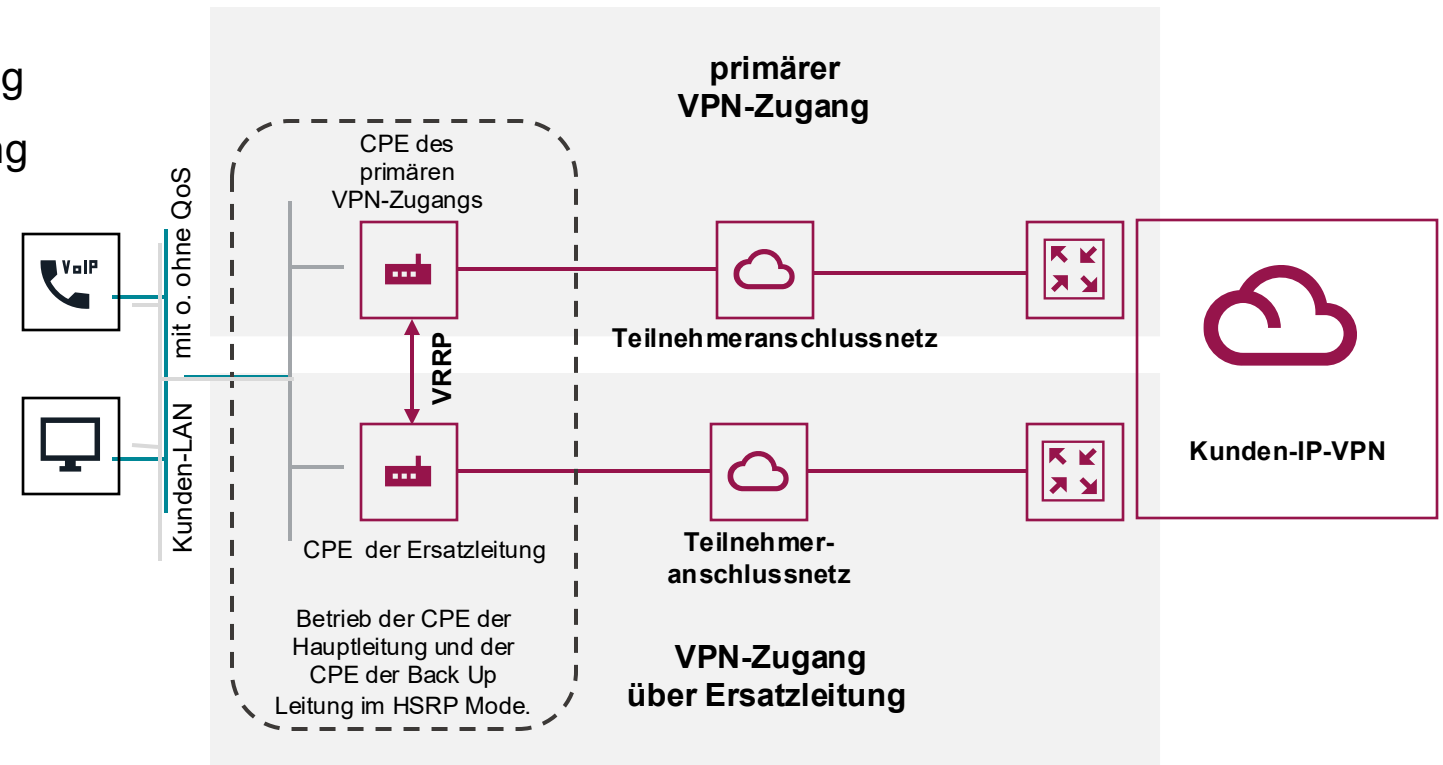 primärer
VPN-Zugang
CPE des
primären
VPN-Zugangs
mit o. ohne QoS
VoIP
Teilnehmeranschlussnetz
VRRP
Kunden-LAN
Kunden-IP-VPN
CPE der Ersatzleitung
Teilnehmer-
anschlussnetz
Betrieb der CPE der
Hauptleitung und der
CPE der Back Up
Leitung im HSRP Mode.
VPN-Zugang
über Ersatzleitung